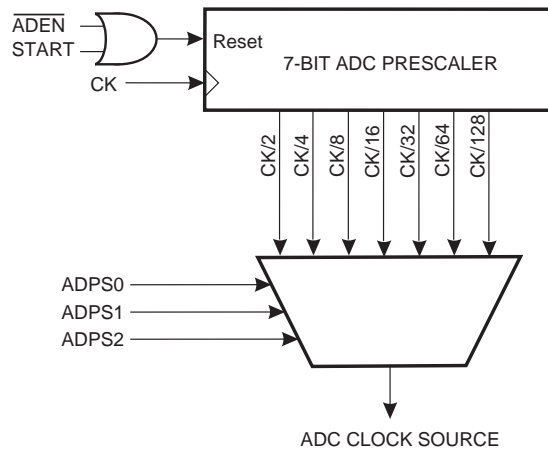 ADEN
START
Reset
7-BIT ADC PRESCALER
CK
CK/2
CK/4
CK/8
CK/16
CK/32
CK/64
CK/128
ADPS0
ADPS1
ADPS2
ADC CLOCK SOURCE